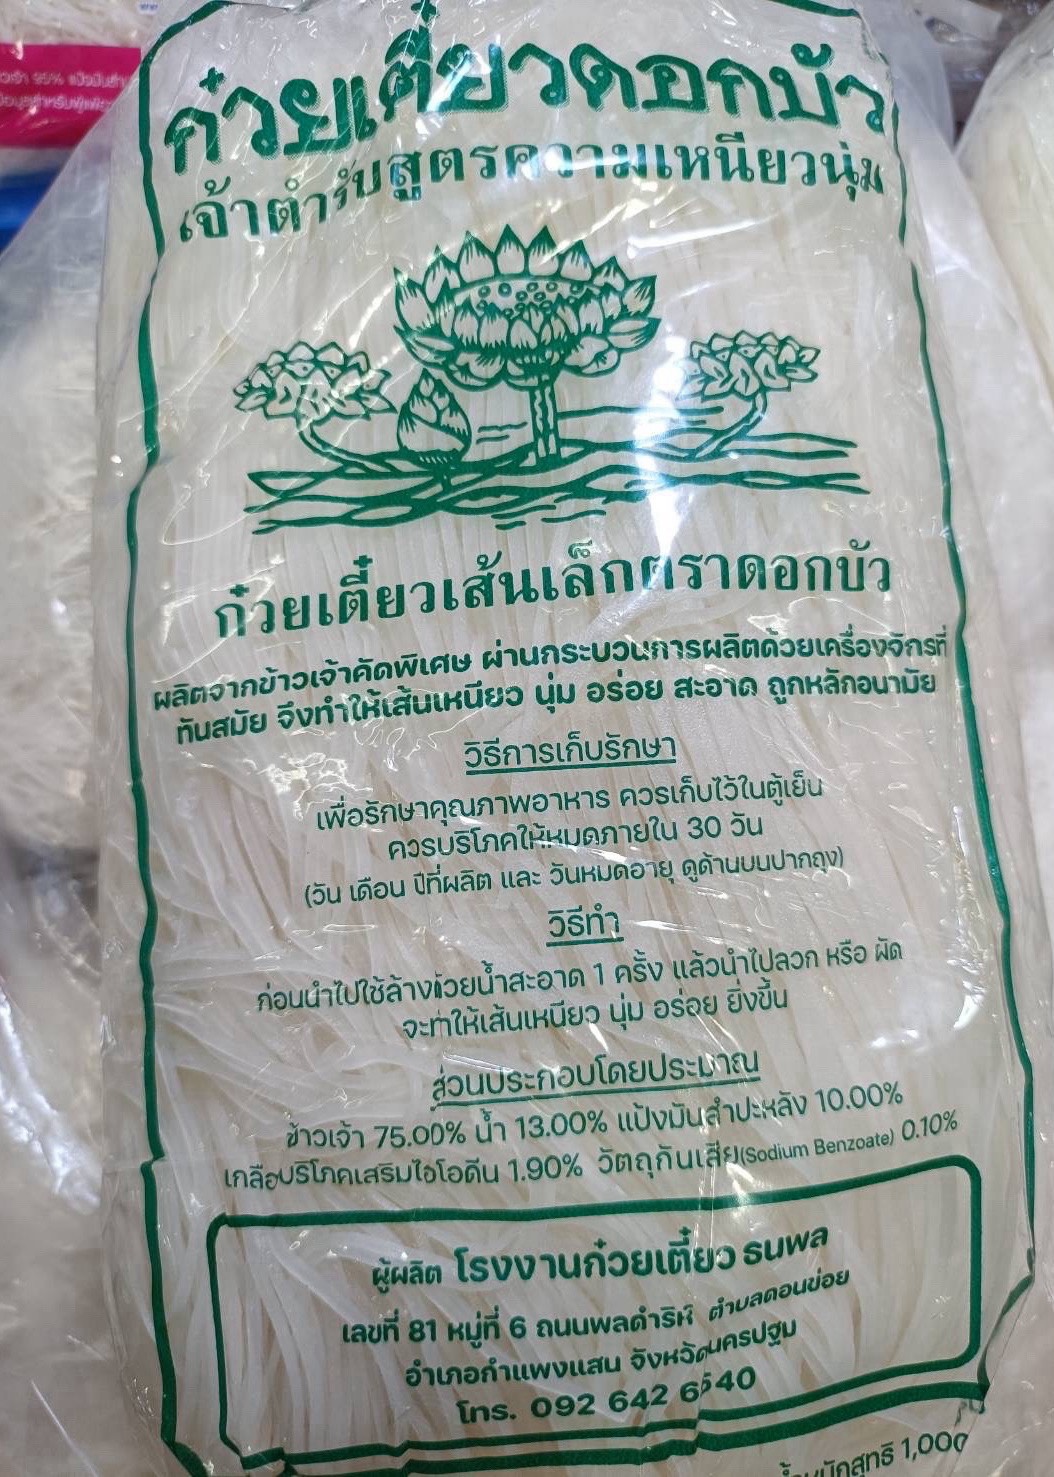 ก๋วยเตี๋ยวดอกบัว
เจ้าตำรับสูตรความเหนียวนุ่ม
ก๋วยเตี๋ยวเส้นเล็กตราดอกบัว
ผลิตจากข้าวเจ้าคัดพิเศษ ผ่านกระบวนการผลิตด้วยเครื่องจักรที่
ทันสมัย จึงทำให้เส้นเหนียว นุ่ม อร่อย สะอาด ถูกหลักอนามัย
วิธีการเก็บรักษา
เพื่อรักษาคุณภาพอาหาร ควรเก็บไว้ในตู้เย็น
ควรบริโภคให้หมดภายใน 30 วัน
(วัน เดือน ปีที่ผลิต และ วันหมดอายุ ดูด้านบนปากถุง)
วิธีทำ
ก่อนนำไปใช้ล้างด้วยน้ำสะอาด 1 ครั้ง แล้วนำไปลวก หรือ ผัด
จะทำให้เส้นเหนียว นุ่ม อร่อย ยิ่งขึ้น
ส่วนประกอบโดยประมาณ
ข้าวเจ้า 75.00% น้ำ 13.00% แป้งมันสำปะหลัง 10.00%
เกลือบริโภคเสริมไอโอดีน 1.90% วัตถุกันเสีย(Sodium Benzoate) 0.10%
ผู้ผลิต โรงงานก๋วยเตี๋ยว ธนพล
เลขที่ 81 หมู่ที่ 6 ถนนพลดำริห์ ตำบลดอนข่อย
อำเภอกำแพงแสน จังหวัดนครปฐม
โทร. 092 642 6540
น้ำหนักสุทธิ 1,000